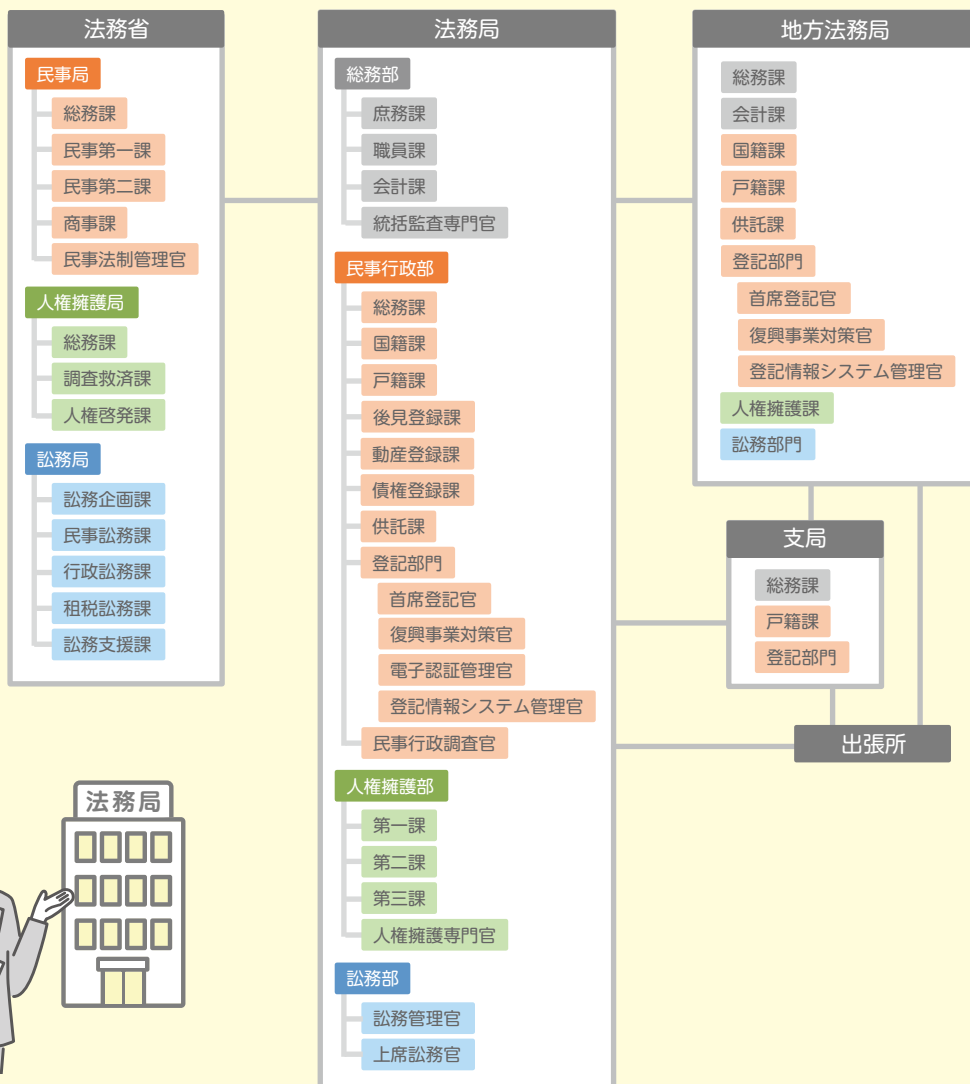 法務省
民事局
総務課
民事第一課
民事第二課
商事課
民事法制管理官
人権擁護局
総務課
調査救済課
人権啓発課
訟務局
訟務企画課
民事訟務課
行政訟務課
租税訟務課
訟務支援課
法務局
総務部
庶務課
職員課
会計課
統括監査専門官
民事行政部
総務課
国籍課
戸籍課
後見登録課
動産登録課
債権登録課
供託課
登記部門
首席登記官
復興事業対策官
電子認証管理官
登記情報システム管理官
民事行政調査官
人権擁護部
第一課
第二課
第三課
人権擁護専門官
訟務部
訟務管理官
上席訟務官
地方法務局
総務課
会計課
国籍課
戸籍課
供託課
登記部門
首席登記官
復興事業対策官
登記情報システム管理官
人権擁護課
訟務部門
支局
総務課
戸籍課
登記部門
出張所
法務局